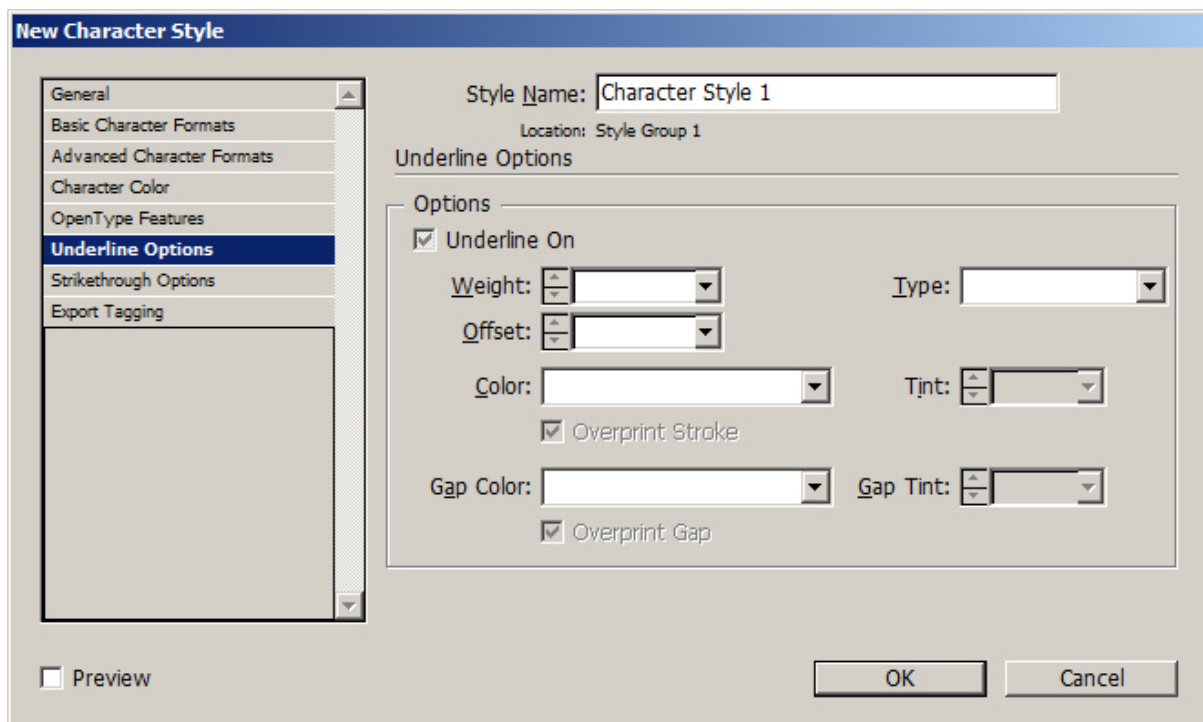 New Character Style
General
Basic Character Formats
Advanced Character Formats
Character Color
OpenType Features
Underline Options
Strikethrough Options
Export Tagging
Style Name: Character Style 1
Location: Style Group 1
Underline Options
Options
Underline On
Weight: Type:
Offset:
Color: Tint:
Overprint Stroke
Gap Color: Gap Tint:
Overprint Gap
Preview OK Cancel